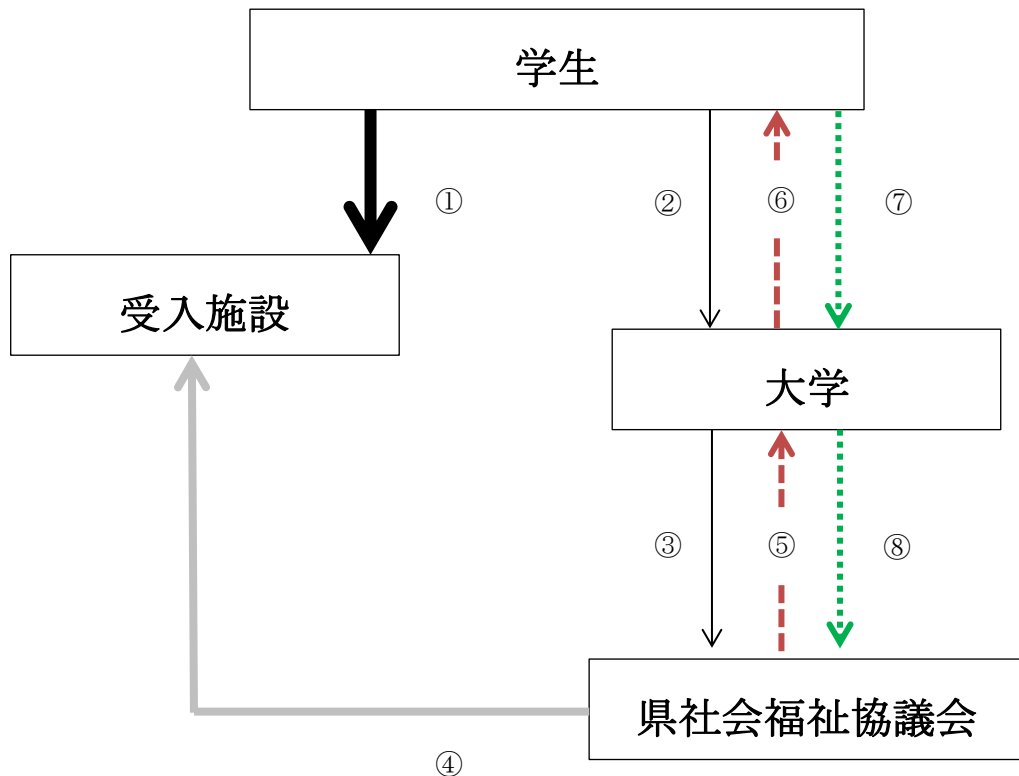 学生
①
②
⑥
⑦
受入施設
大学
③
⑤
⑧
県社会福祉協議会
④